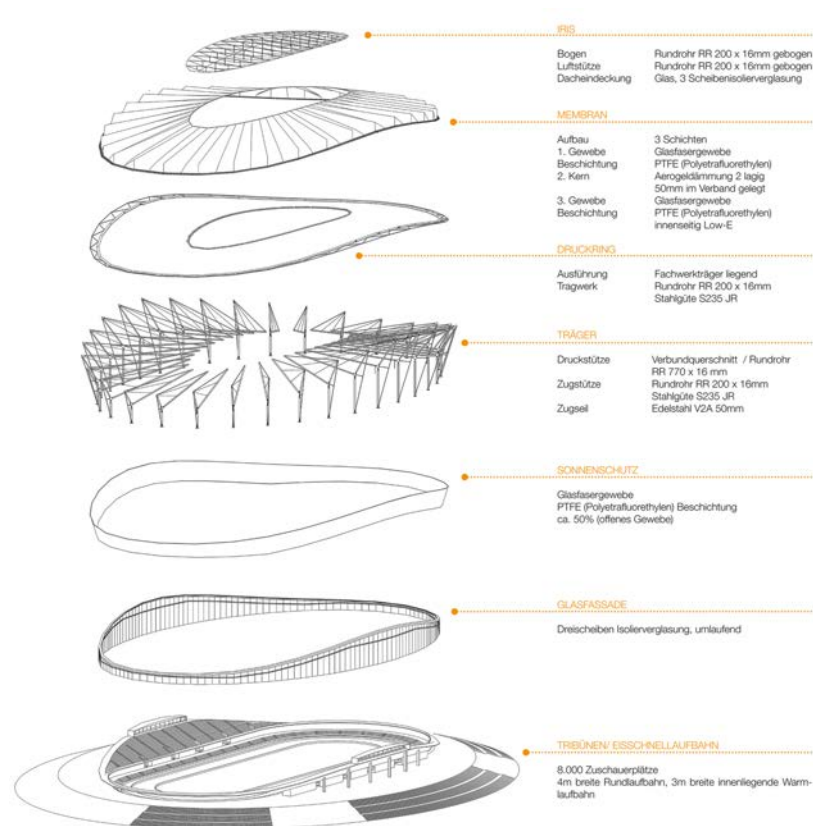 IRIS
Bogen Rundrohr RR 200 x 16mm gebogen
Luftstütze Rundrohr RR 200 x 16mm gebogen
Dacheindeckung Glas, 3 Scheibenisolierverglasung
MEMBRAN
Aufbau 3 Schichten
1. Gewebe Glasfasergewebe
Beschichtung PTFE (Polyetrafluorethylen)
2. Kern Aerogeldämmung 2 lagig
50mm im Verband gelegt
3. Gewebe Glasfasergewebe
Beschichtung PTFE (Polyetrafluorethylen)
innenseitig Low-E
DRUCKRING
Ausführung Fachwerkträger liegend
Tragwerk Rundrohr RR 200 x 16mm
Stahlgüte S235 JR
TRÄGER
Druckstütze Verbundquerschnitt / Rundrohr
RR 770 x 16 mm
Zugstütze Rundrohr RR 200 x 16mm
Stahlgüte S235 JR
Zugseil Edelstahl V2A 50mm
SONNENSCHUTZ
Glasfasergewebe
PTFE (Polyetrafluorethylen) Beschichtung
ca. 50% (offenes Gewebe)
GLASFASSADE
Dreischeiben Isolierverglasung, umlaufend
TRIBÜNEN/ EISSCHNELLAUFBAHN
8.000 Zuschauerplätze
4m breite Rundlaufbahn, 3m breite innenliegende Warm-
laufbahn